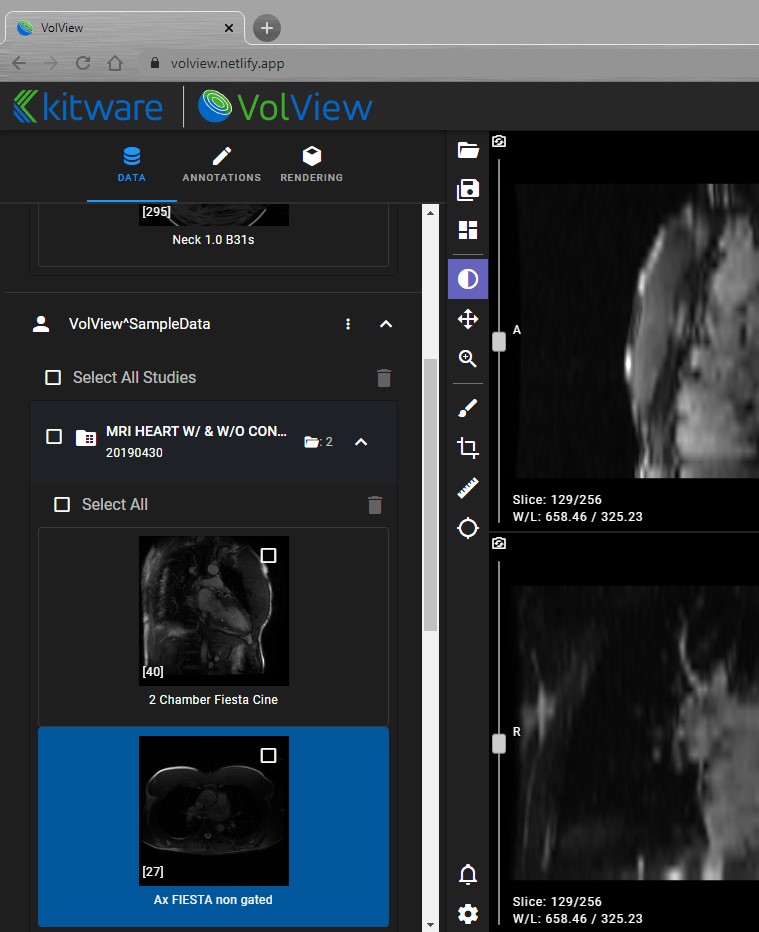 VolView
volview.netlify.app
kitware VolView
DATA
ANNOTATIONS
RENDERING
[295]
Neck 1.0 B31s
VolView^SampleData
Select All Studies
MRI HEART W/ & W/O CON...
: 2
20190430
Select All
[40]
2 Chamber Fiesta Cine
[27]
Ax FIESTA non gated
A
Slice: 129/256
W/L: 658.46 / 325.23
R
Slice: 129/256
W/L: 658.46 / 325.23